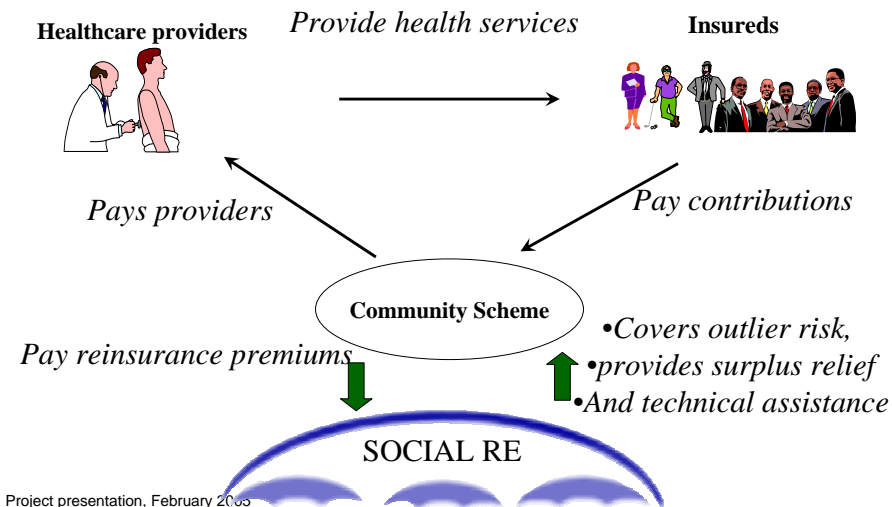 Provide health services
Healthcare providers
Insureds
Pays providers
Pay contributions
Community Scheme
Pay reinsurance premiums
•Covers outlier risk,
•provides surplus relief
•And technical assistance
SOCIAL RE
Project presentation, February 2005